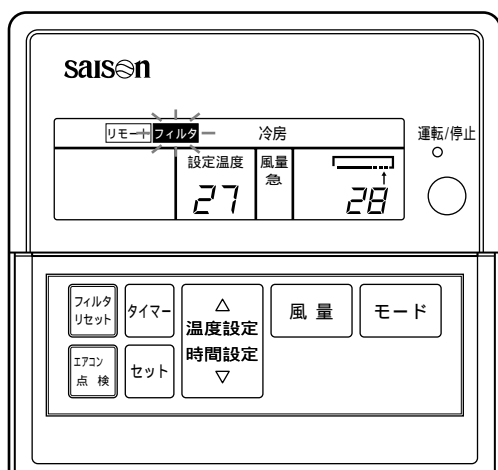 saison
リモート フィルタ 冷房 運転/停止
設定温度 風量
急
27 28
フィルタ
リセット
タイマー
エアコン
点 検
セット
△
温度設定
時間設定
▽
風 量
モード